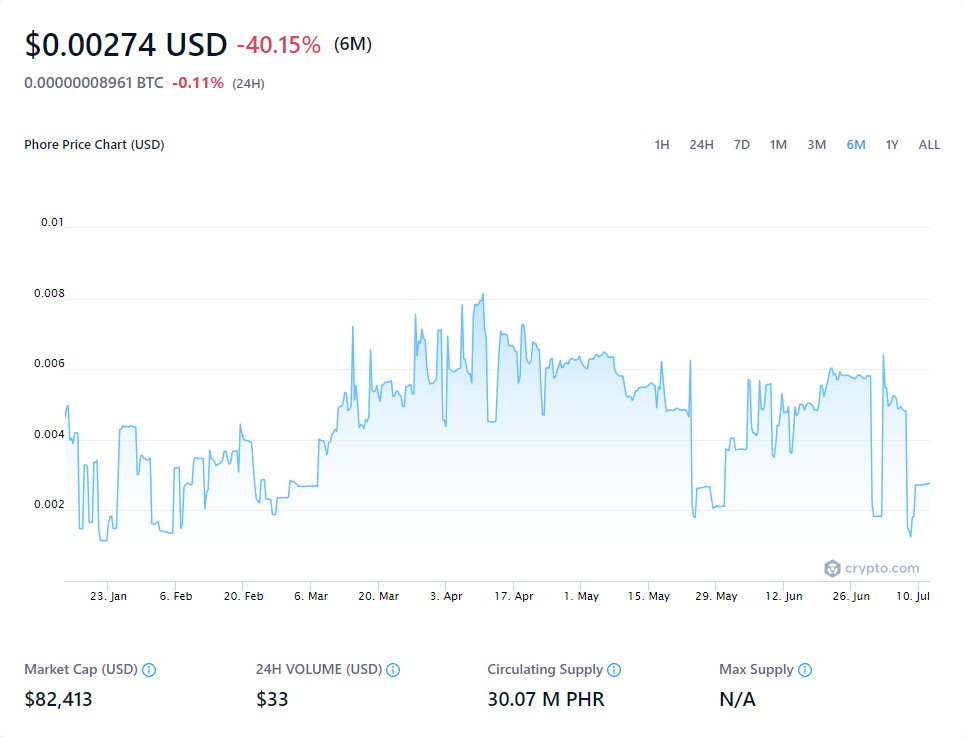 $0.00274 USD -40.15% (6M)
0.00000008961 BTC -0.11% (24H)
Phore Price Chart (USD) 1H 24H 7D 1M 3M 6M 1Y ALL
0.01
0.008
0.006
0.004
0.002
crypto.com
23. Jan 6. Feb 20. Feb 6. Mar 20. Mar 3. Apr 17. Apr 1. May 15. May 29. May 12. Jun 26. Jun 10. Jul
Market Cap (USD) 24H VOLUME (USD) Circulating Supply Max Supply
$82,413 $33 30.07 M PHR N/A